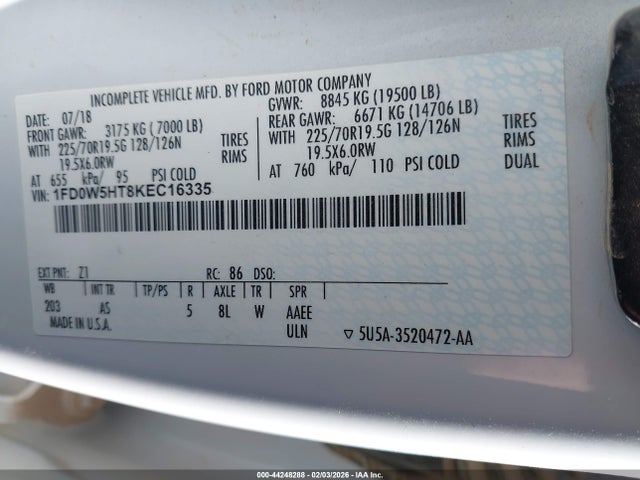 INCOMPLETE VEHICLE MFD. BY FORD MOTOR COMPANY
DATE: 07/18 GVWR: 8845 KG (19500 LB)
FRONT GAWR: 3175 KG (7000 LB) REAR GAWR: 6671 KG (14706 LB)
WITH 225/70R19.5G 128/126N TIRES WITH 225/70R19.5G 128/126N TIRES
19.5X6.0RW RIMS 19.5X6.0RW RIMS
AT 655 kPa/ 95 PSI COLD AT 760 kPa/ 110 PSI COLD DUAL
VIN: 1FD0W5HT8KEC16335
EXT PNT: Z1 RC: 86 DSO:
WB INT TR TP/PS R AXLE TR SPR
203 AS 5 8L W AAEE
MADE IN U.S.A. ULN ▽ 5U5A-3520472-AA
000-44248288 - 02/03/2026 - IAAI, Inc.